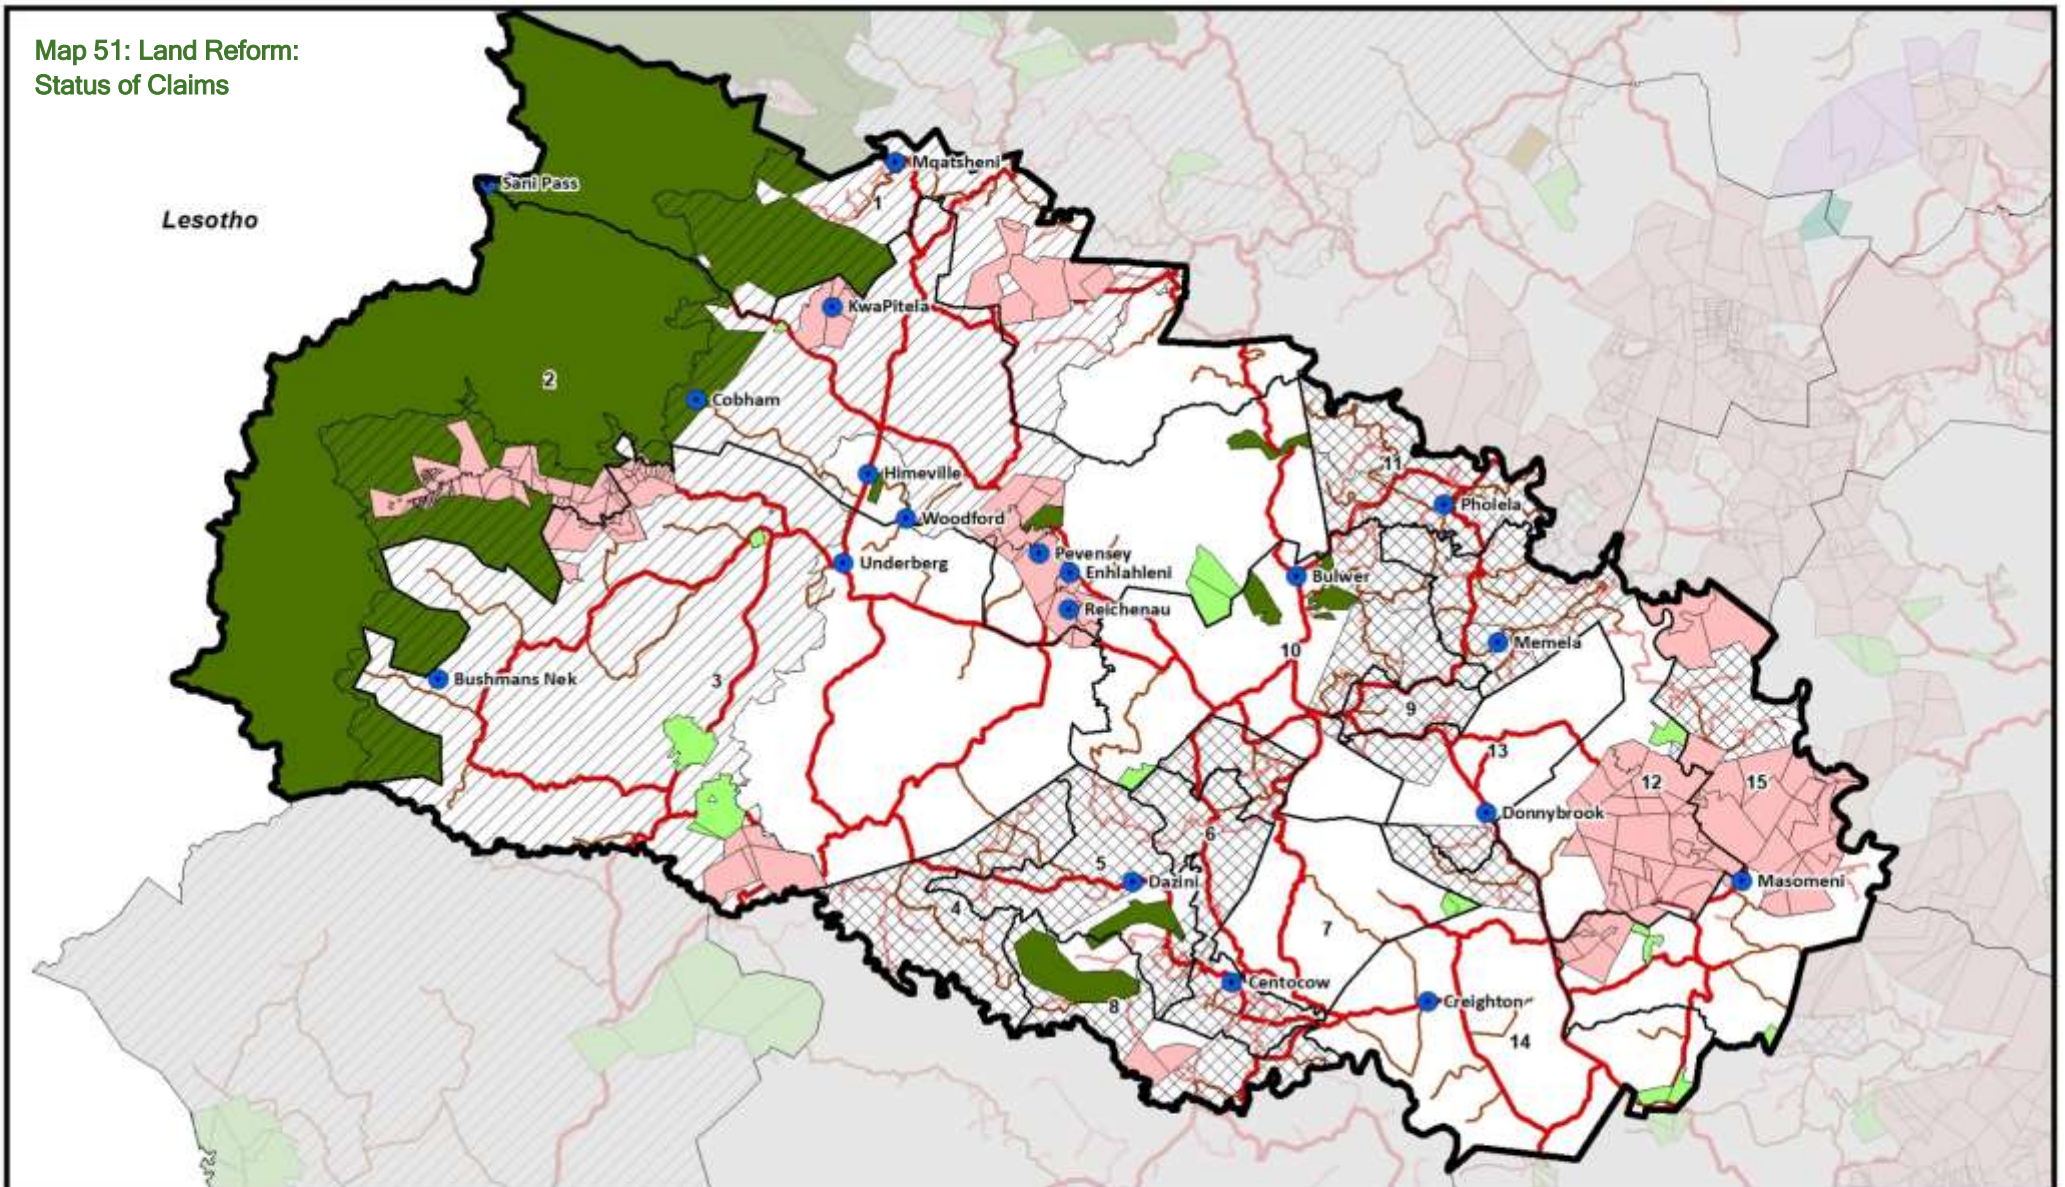 Map 51: Land Reform:
Status of Claims
Mqatsheni
Sani Pass
1
Lesotho
KwaPitela
2
Cobham
11
Himeville
Pholela
Woodford
Pevensey
Underberg
Enhlahleni
Bulwer
Reichenau
Memela
10
Bushmans Nek
3
9
13
12
15
Donnybrook
6
5
Dazini
Masomeni
4
7
Centocow
Creighton
8
14